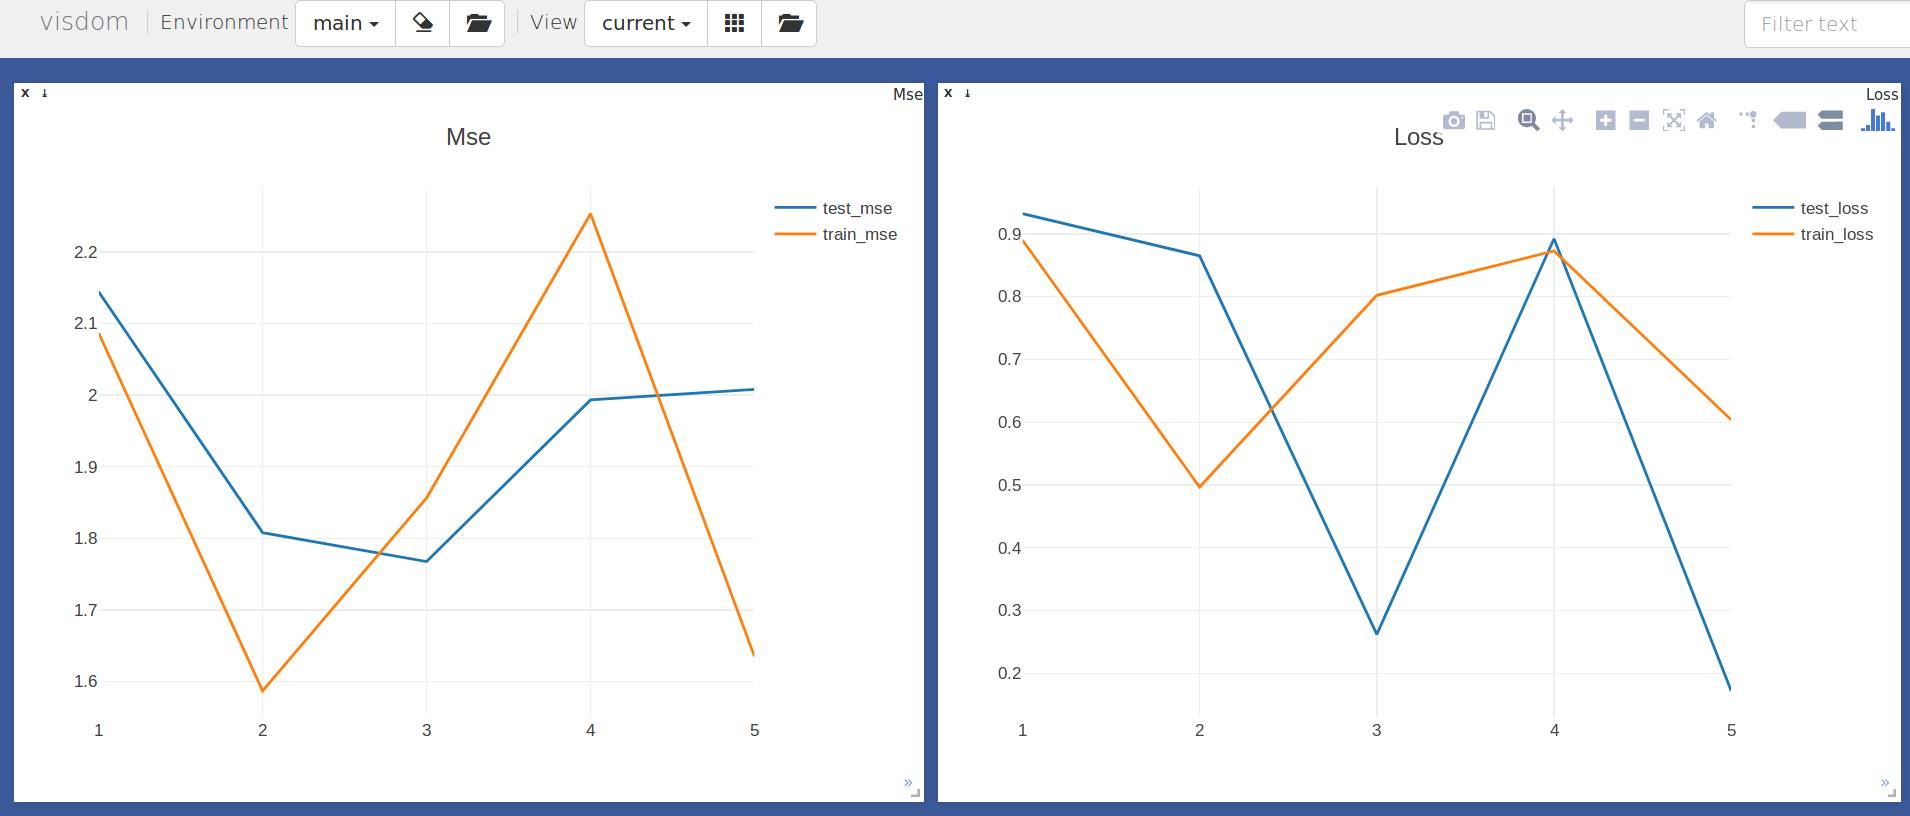 visdom Environment main View current Filter text
X Mse
Mse
test_mse
train_mse
2.2
2.1
2
1.9
1.8
1.7
1.6
1 2 3 4 5
»
X Loss
Loss
test_loss
train_loss
0.9
0.8
0.7
0.6
0.5
0.4
0.3
0.2
1 2 3 4 5
»